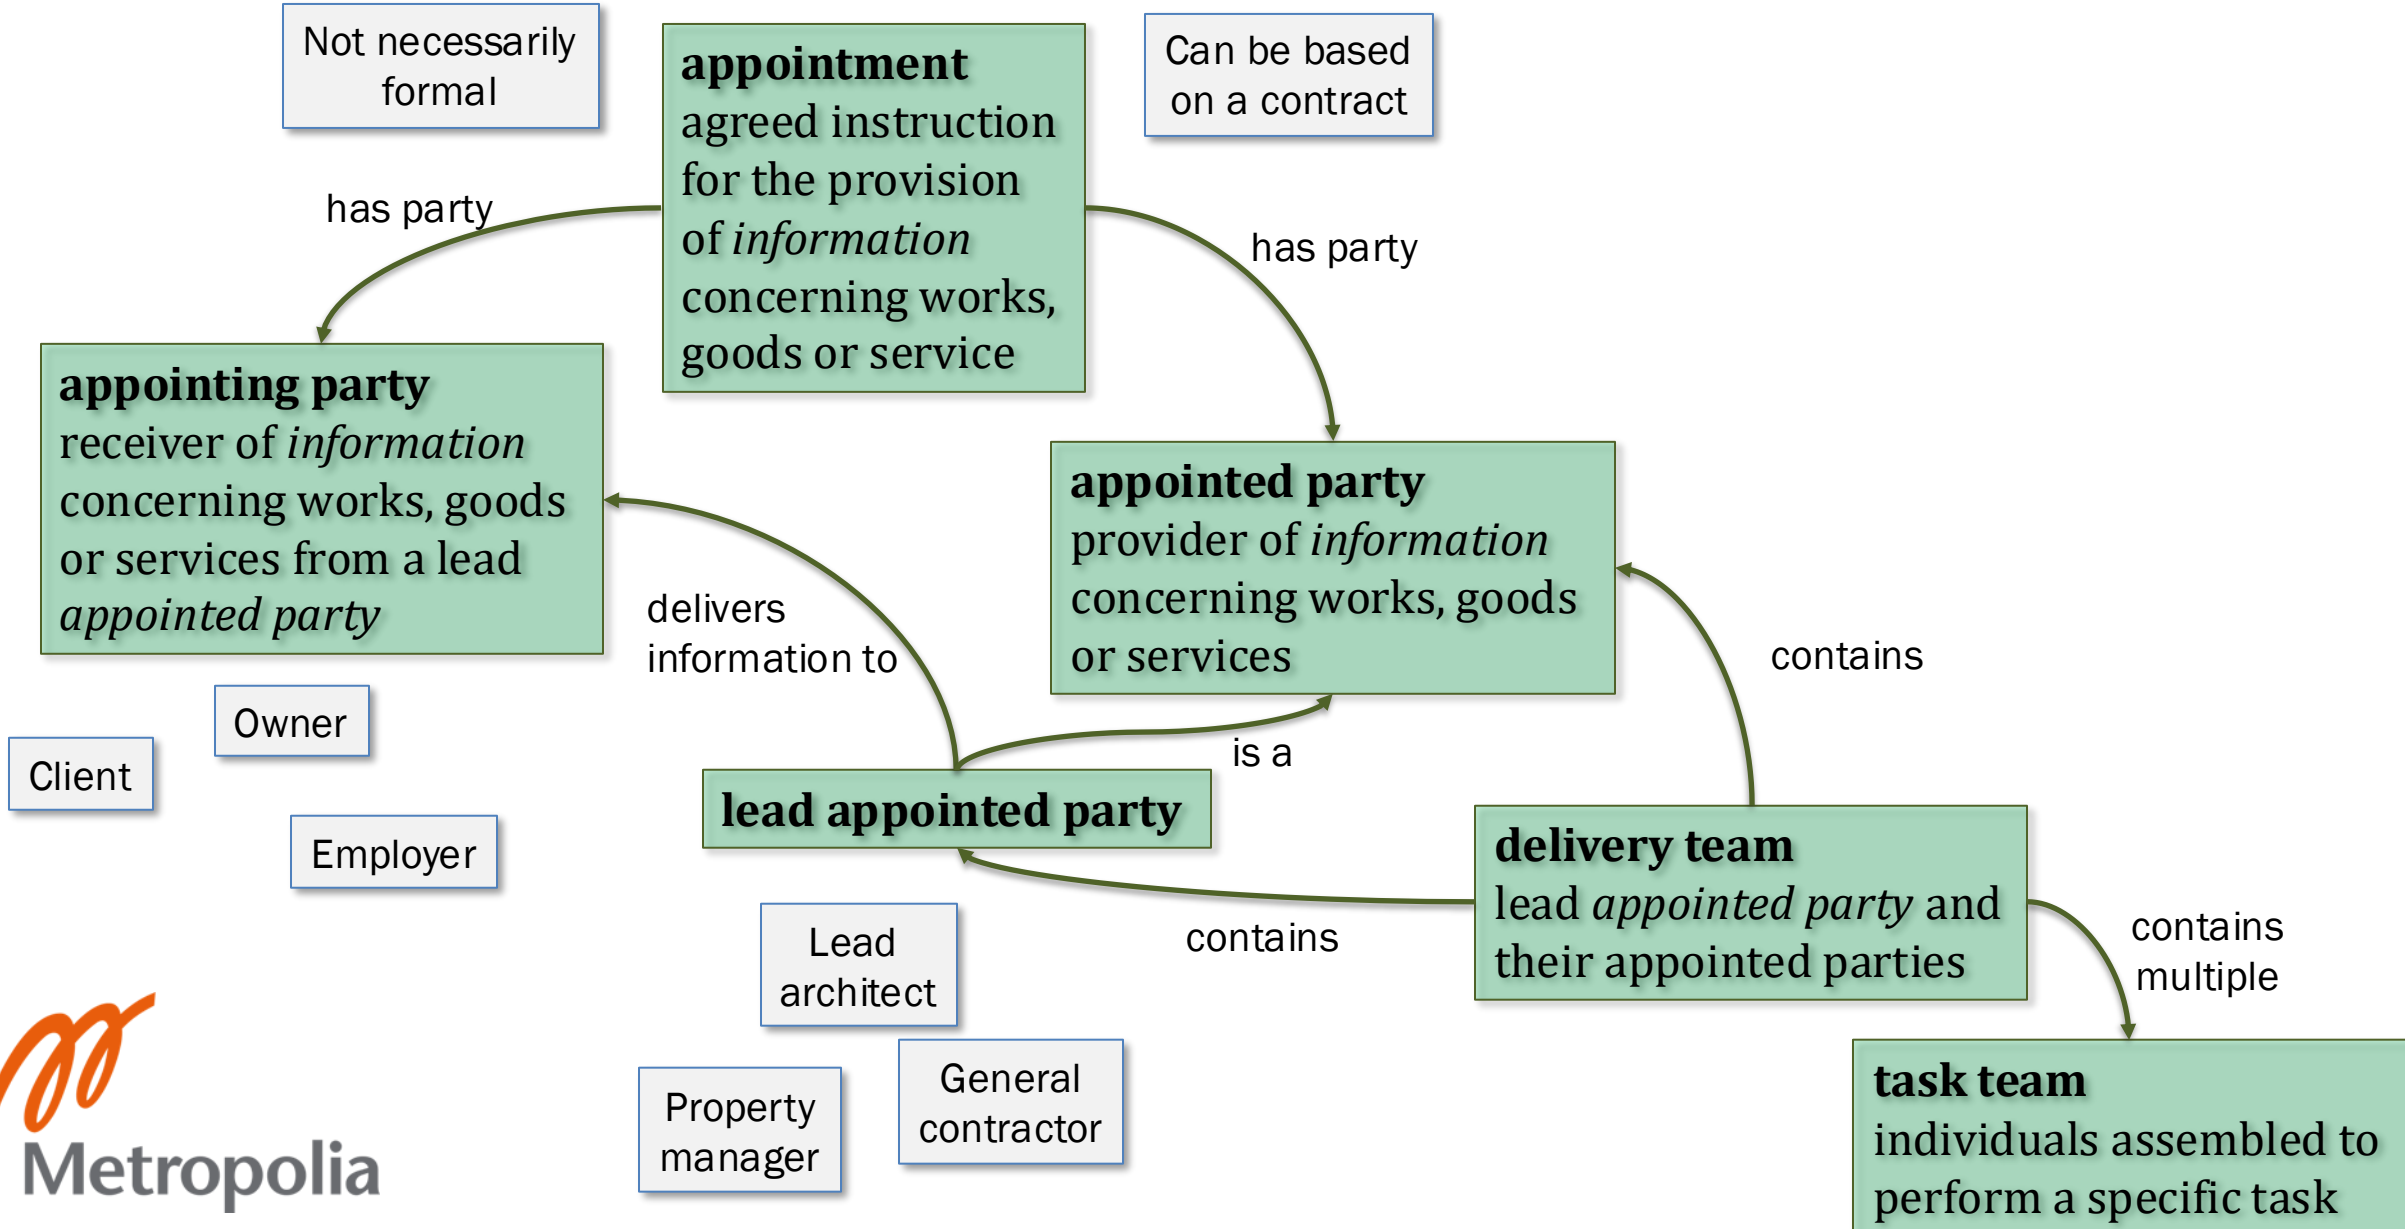 Not necessarily
formal
appointment
agreed instruction
for the provision
of information
concerning works,
goods or service
Can be based
on a contract
has party
has party
appointing party
receiver of information
concerning works, goods
or services from a lead
appointed party
appointed party
provider of information
concerning works, goods
or services
delivers
information to
contains
is a
Owner
Client
Employer
lead appointed party
delivery team
lead appointed party and
their appointed parties
contains
contains
multiple
Lead
architect
General
contractor
Property
manager
task team
individuals assembled to
perform a specific task
Metropolia